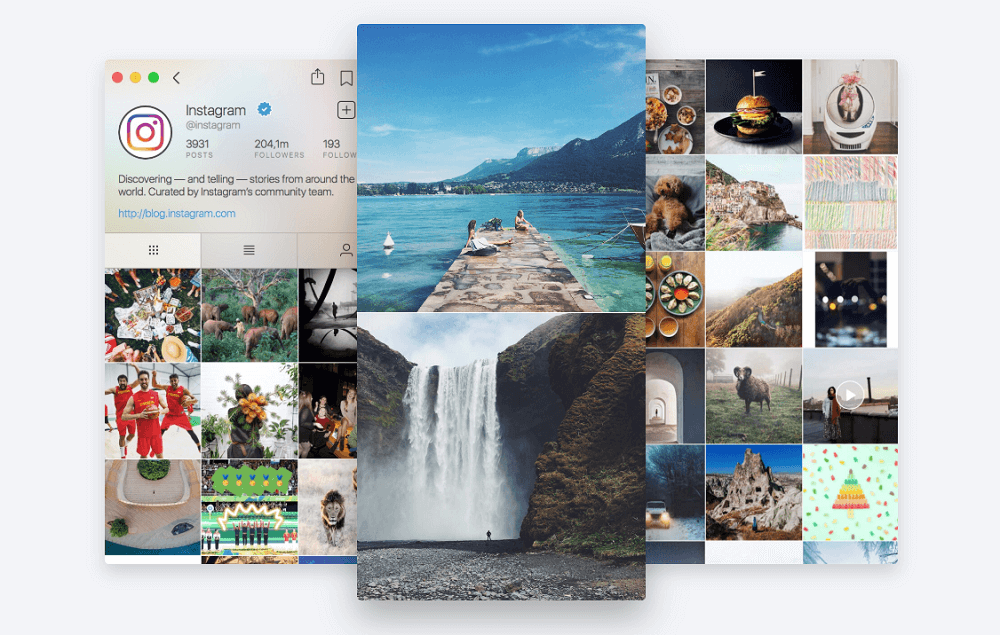 Instagram
@instagram
3931
204,1m
193
POSTS
FOLLOWERS
FOLLOW
Discovering — and telling — stories from around the
world. Curated by Instagram's community team.
http://blog.instagram.com